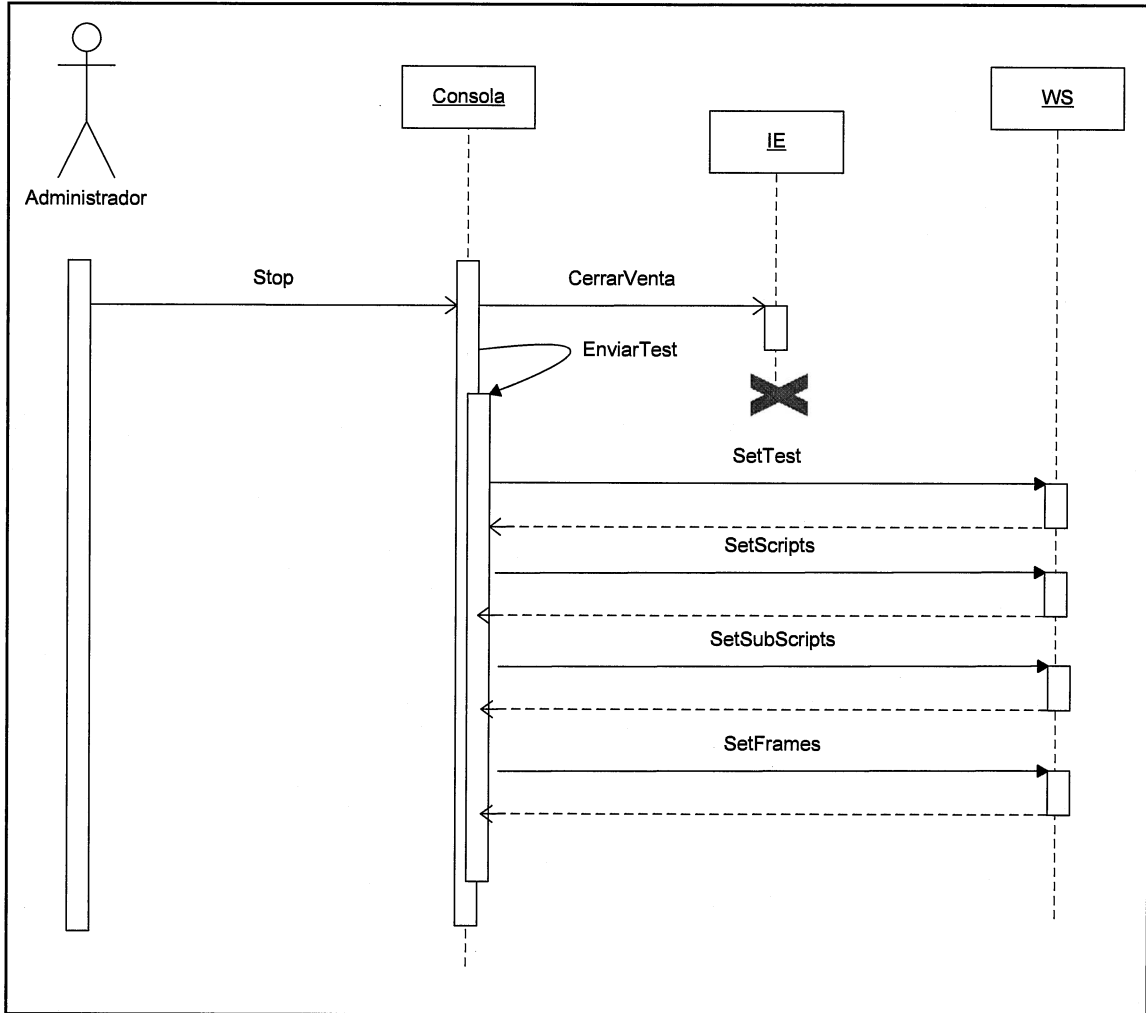 Consola
WS
IE
Administrador
Stop
CerrarVenta
EnviarTest
SetTest
SetScripts
SetSubScripts
SetFrames